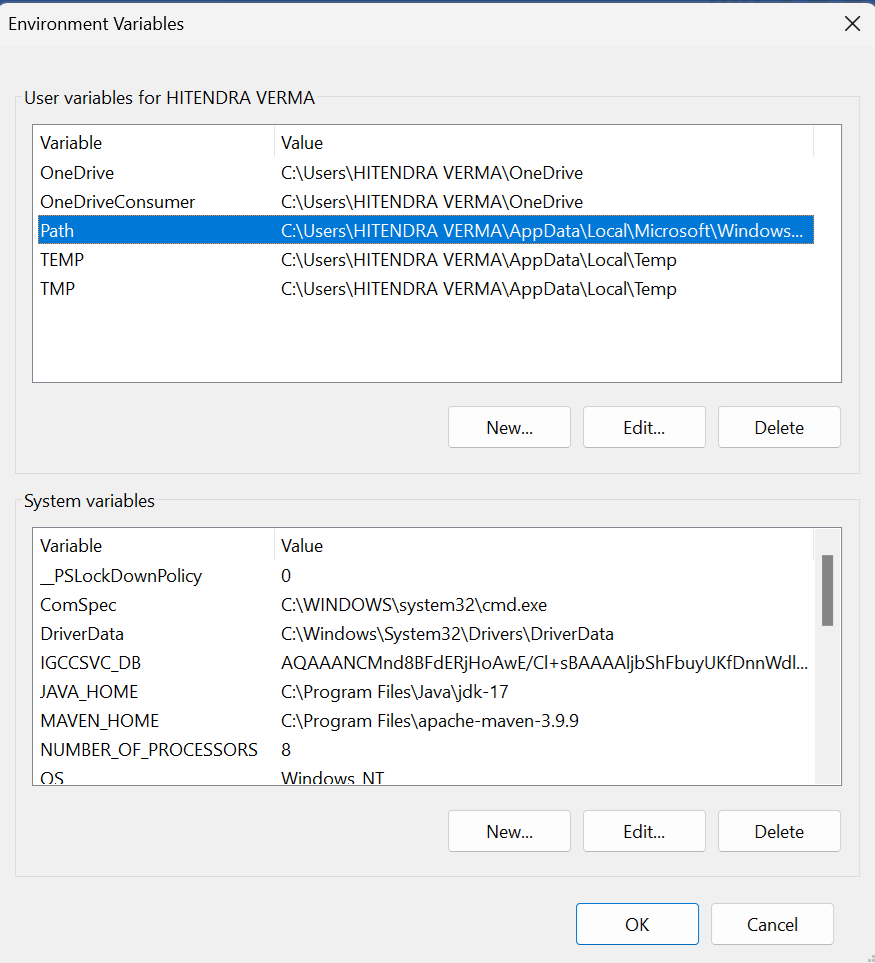 Environment Variables
User variables for HITENDRA VERMA
Variable Value
OneDrive C:\Users\HITENDRA VERMA\OneDrive
OneDriveConsumer C:\Users\HITENDRA VERMA\OneDrive
Path C:\Users\HITENDRA VERMA\AppData\Local\Microsoft\Windows...
TEMP C:\Users\HITENDRA VERMA\AppData\Local\Temp
TMP C:\Users\HITENDRA VERMA\AppData\Local\Temp
New... Edit... Delete
System variables
Variable Value
__PSLockDownPolicy 0
ComSpec C:\WINDOWS\system32\cmd.exe
DriverData C:\Windows\System32\Drivers\DriverData
IGCCSVC_DB AQAAANCMnd8BFdERjHoAwE/Cl+sBAAAAljbShFbuyUKfDnnWdl...
JAVA_HOME C:\Program Files\Java\jdk-17
MAVEN_HOME C:\Program Files\apache-maven-3.9.9
NUMBER_OF_PROCESSORS 8
OS Windows_NT
New... Edit... Delete
OK Cancel